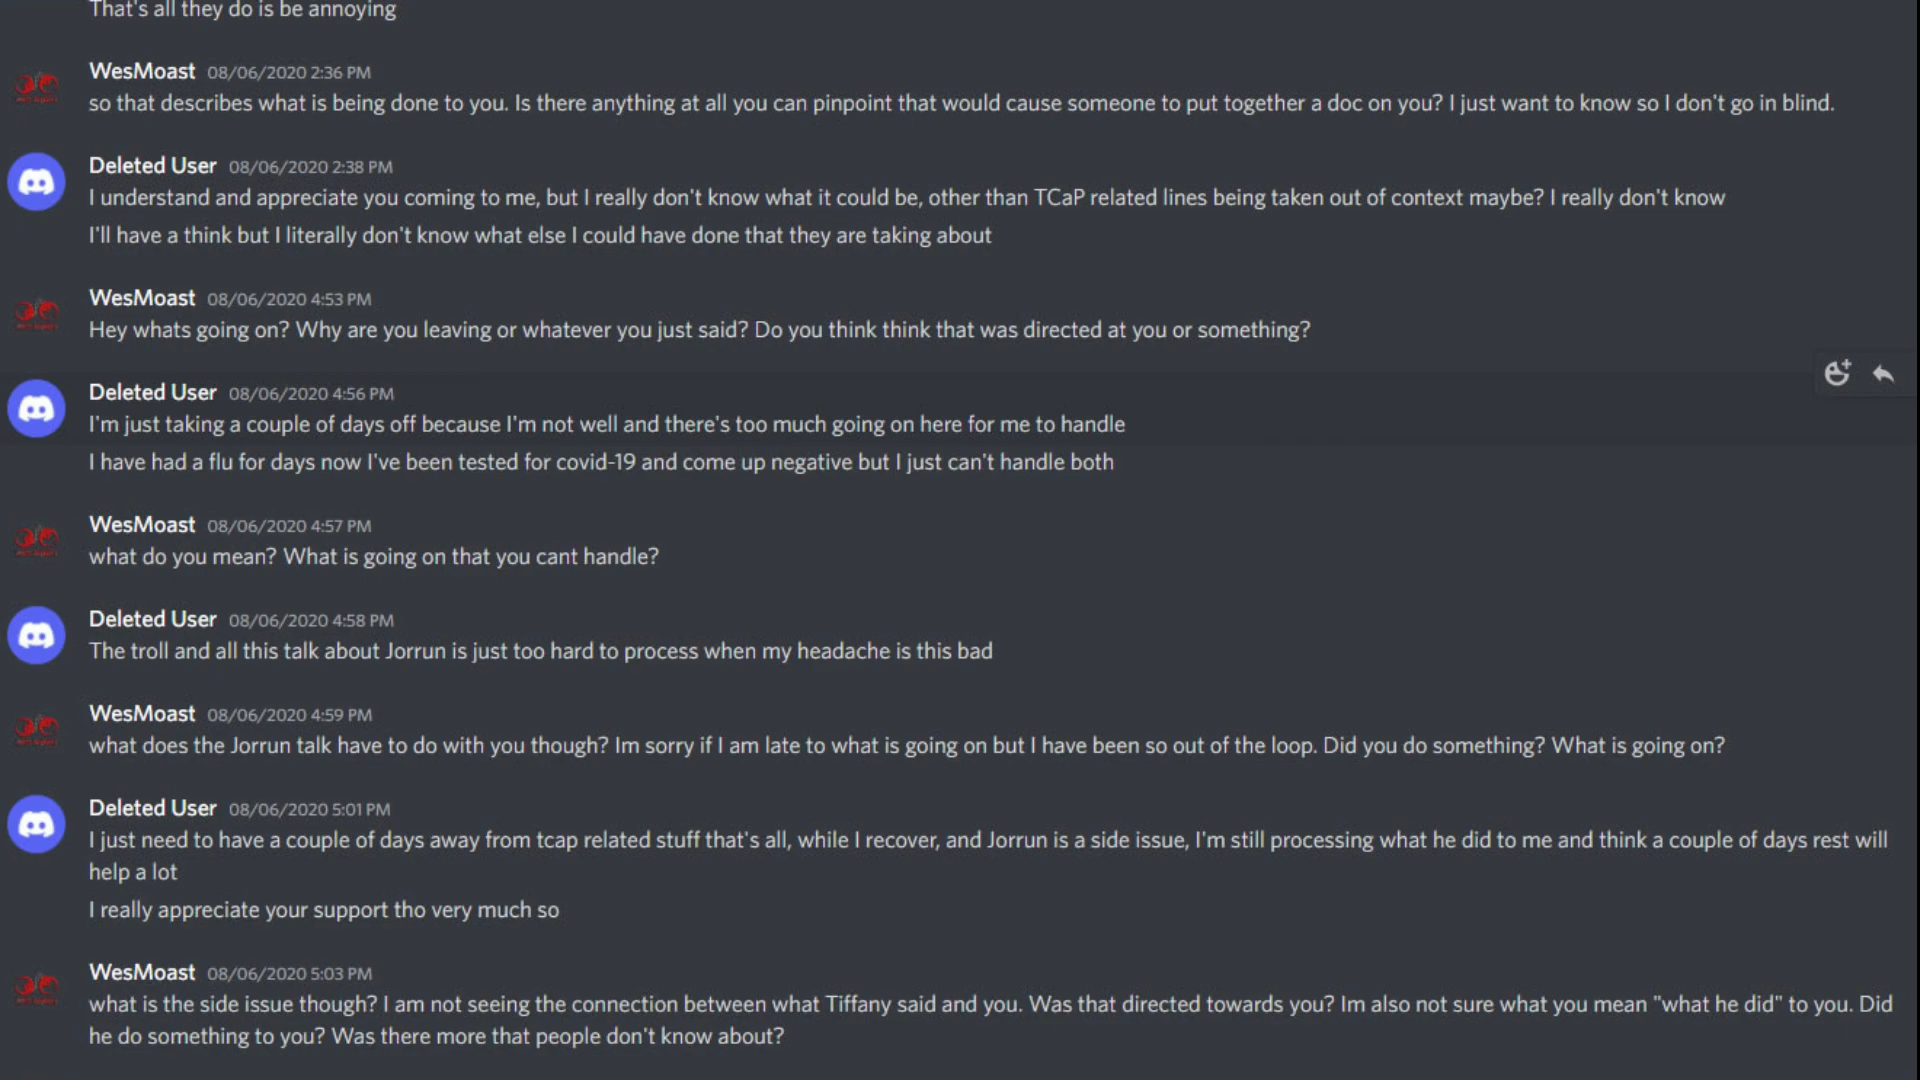 That's all they do is be annoying
WesMoast 08/06/2020 2:36 PM
so that describes what is being done to you. Is there anything at all you can pinpoint that would cause someone to put together a doc on you? I just want to know so I don't go in blind.
Deleted User 08/06/2020 2:38 PM
I understand and appreciate you coming to me, but I really don't know what it could be, other than TCaP related lines being taken out of context maybe? I really don't know
I'll have a think but I literally don't know what else I could have done that they are taking about
WesMoast 08/06/2020 4:53 PM
Hey whats going on? Why are you leaving or whatever you just said? Do you think think that was directed at you or something?
Deleted User 08/06/2020 4:56 PM
I'm just taking a couple of days off because I'm not well and there's too much going on here for me to handle
I have had a flu for days now I've been tested for covid-19 and come up negative but I just can't handle both
WesMoast 08/06/2020 4:57 PM
what do you mean? What is going on that you cant handle?
Deleted User 08/06/2020 4:58 PM
The troll and all this talk about Jorrun is just too hard to process when my headache is this bad
WesMoast 08/06/2020 4:59 PM
what does the Jorrun talk have to do with you though? Im sorry if I am late to what is going on but I have been so out of the loop. Did you do something? What is going on?
Deleted User 08/06/2020 5:01 PM
I just need to have a couple of days away from tcap related stuff that's all, while I recover, and Jorrun is a side issue, I'm still processing what he did to me and think a couple of days rest will
help a lot
I really appreciate your support tho very much so
WesMoast 08/06/2020 5:03 PM
what is the side issue though? I am not seeing the connection between what Tiffany said and you. Was that directed towards you? Im also not sure what you mean "what he did" to you. Did
he do something to you? Was there more that people don't know about?